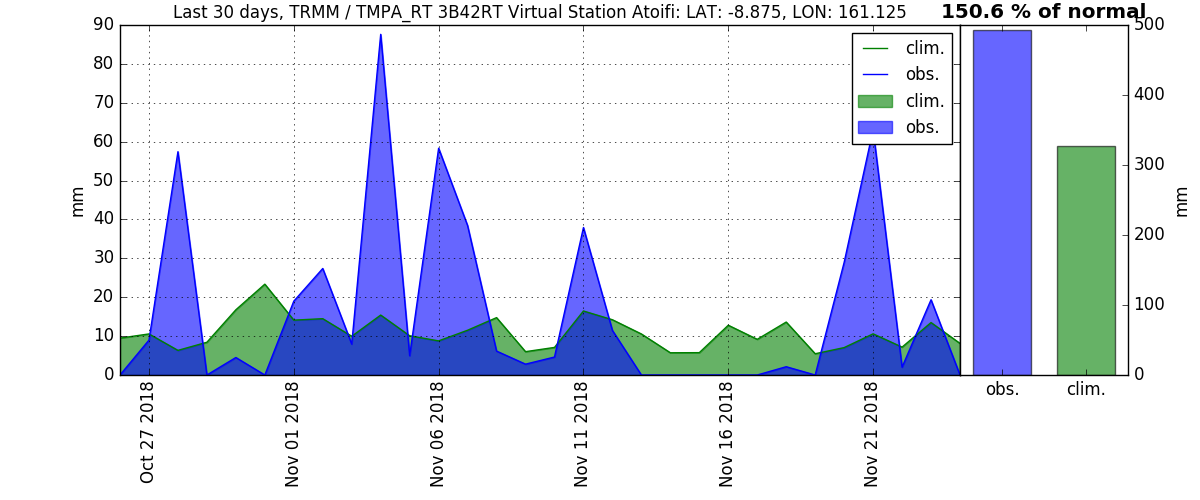 Last 30 days, TRMM / TMPA_RT 3B42RT Virtual Station Atoifi: LAT: -8.875, LON: 161.125
150.6 % of normal
90
80
70
60
50
40
30
20
10
0
mm
clim.
obs.
clim.
obs.
Oct 27 2018
Nov 01 2018
Nov 06 2018
Nov 11 2018
Nov 16 2018
Nov 21 2018
500
400
300
200
100
0
mm
obs.
clim.